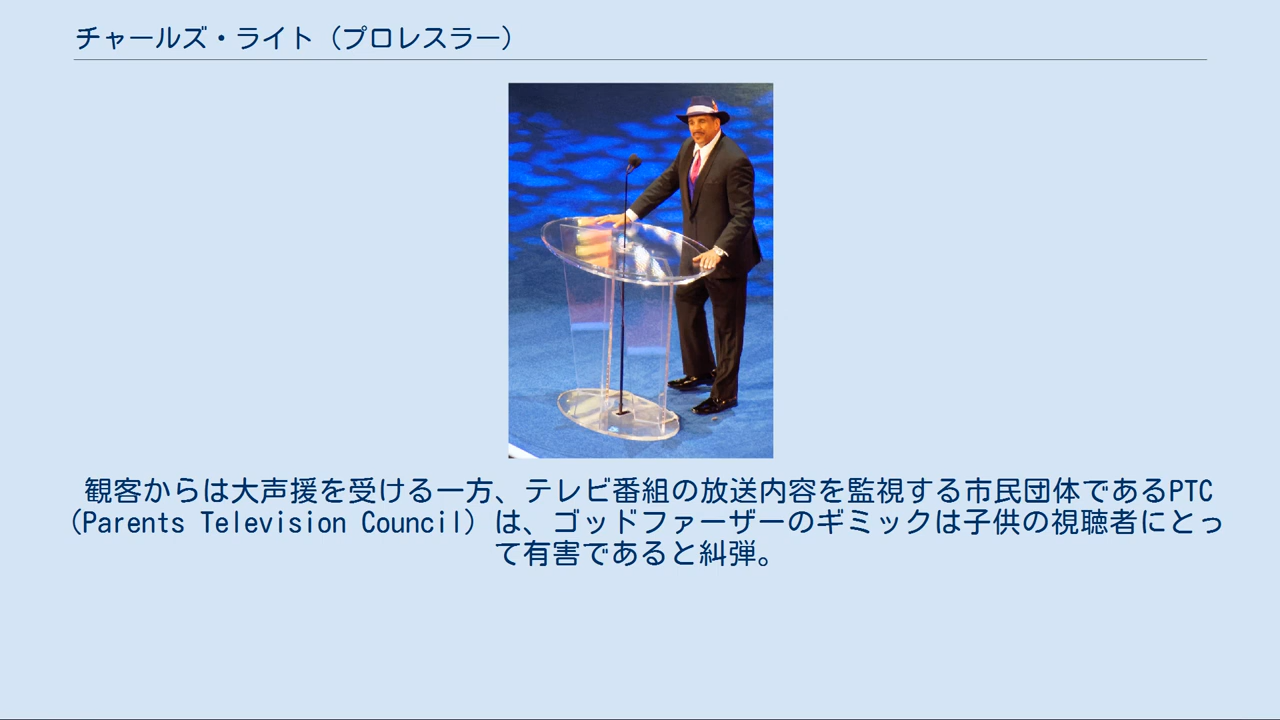 チャールズ・ライト（プロレスラー）
観客からは大声援を受ける一方、テレビ番組の放送内容を監視する市民団体であるPTC
（Parents Television Council）は、ゴッドファーザーのギミックは子供の視聴者にとっ
て有害であると糾弾。